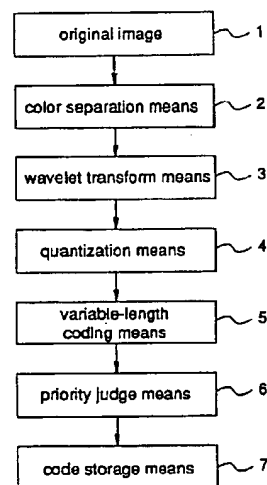 original image 1
color separation means 2
wavelet transform means 3
quantization means 4
variable-length
coding means 5
priority judge means 6
code storage means 7